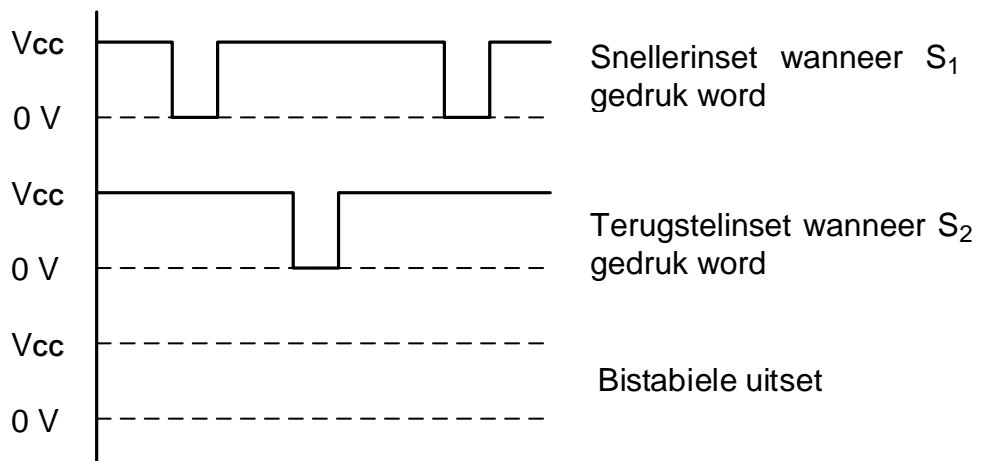 Vcc
0 V
Snellerinset wanneer S₁
gedruk word
Vcc
0 V
Terugstelinset wanneer S₂
gedruk word
Vcc
0 V
Bistabiele uitset